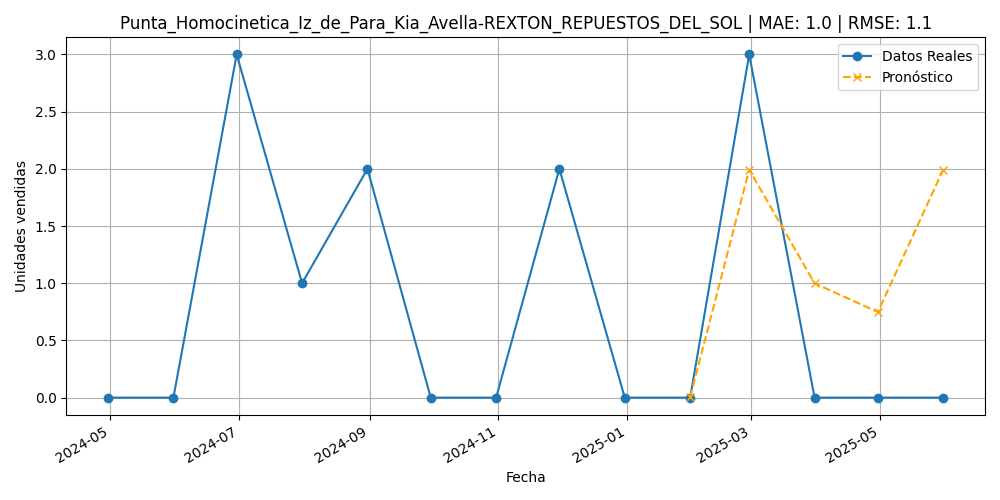 Punta_Homocinetica_Iz_de_Para_Kia_Avella-REXTON_REPUESTOS_DEL_SOL | MAE: 1.0 | RMSE: 1.1
Datos Reales
Pronóstico
Unidades vendidas
3.0
2.5
2.0
1.5
1.0
0.5
0.0
2024-05
2024-07
2024-09
2024-11
2025-01
2025-03
2025-05
Fecha